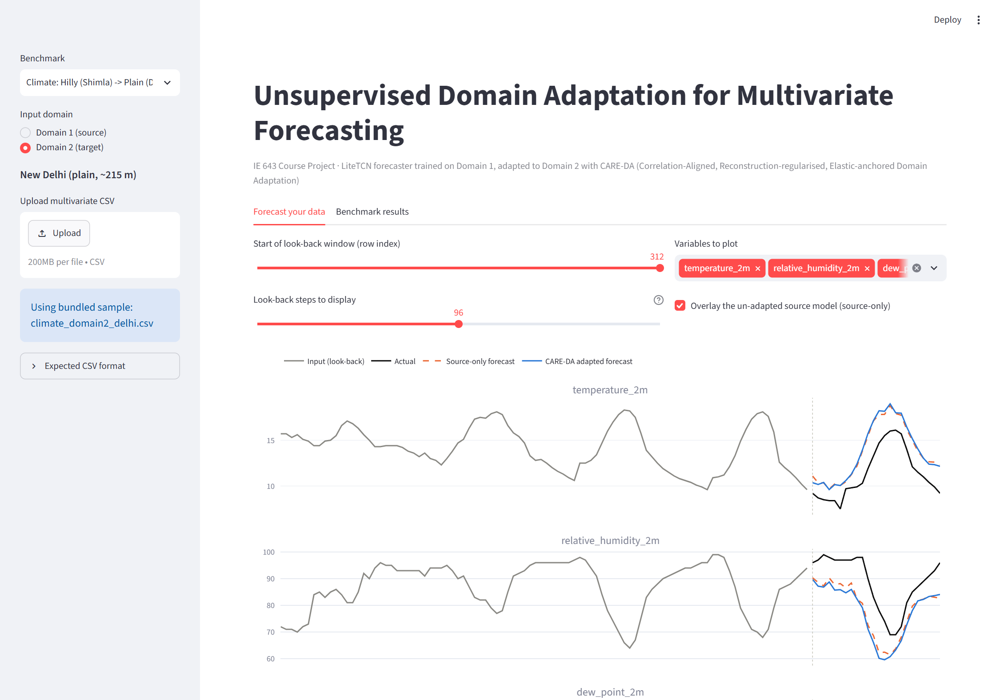 Deploy
Benchmark
Climate: Hilly (Shimla) -> Plain (D
Input domain
Domain 1 (source)
Domain 2 (target)
New Delhi (plain, ~215 m)
Upload multivariate CSV
Upload
200MB per file • CSV
Using bundled sample:
climate_domain2_delhi.csv
Expected CSV format
Unsupervised Domain Adaptation for Multivariate
Forecasting
IE 643 Course Project · LiteTCN forecaster trained on Domain 1, adapted to Domain 2 with CARE-DA (Correlation-Aligned, Reconstruction-regularised, Elastic-anchored Domain
Adaptation)
Forecast your data
Benchmark results
Start of look-back window (row index)
312
Variables to plot
temperature_2m
relative_humidity_2m
dew_p
Look-back steps to display
96
Overlay the un-adapted source model (source-only)
Input (look-back)
Actual
Source-only forecast
CARE-DA adapted forecast
temperature_2m
15
10
relative_humidity_2m
100
90
80
70
60
dew_point_2m